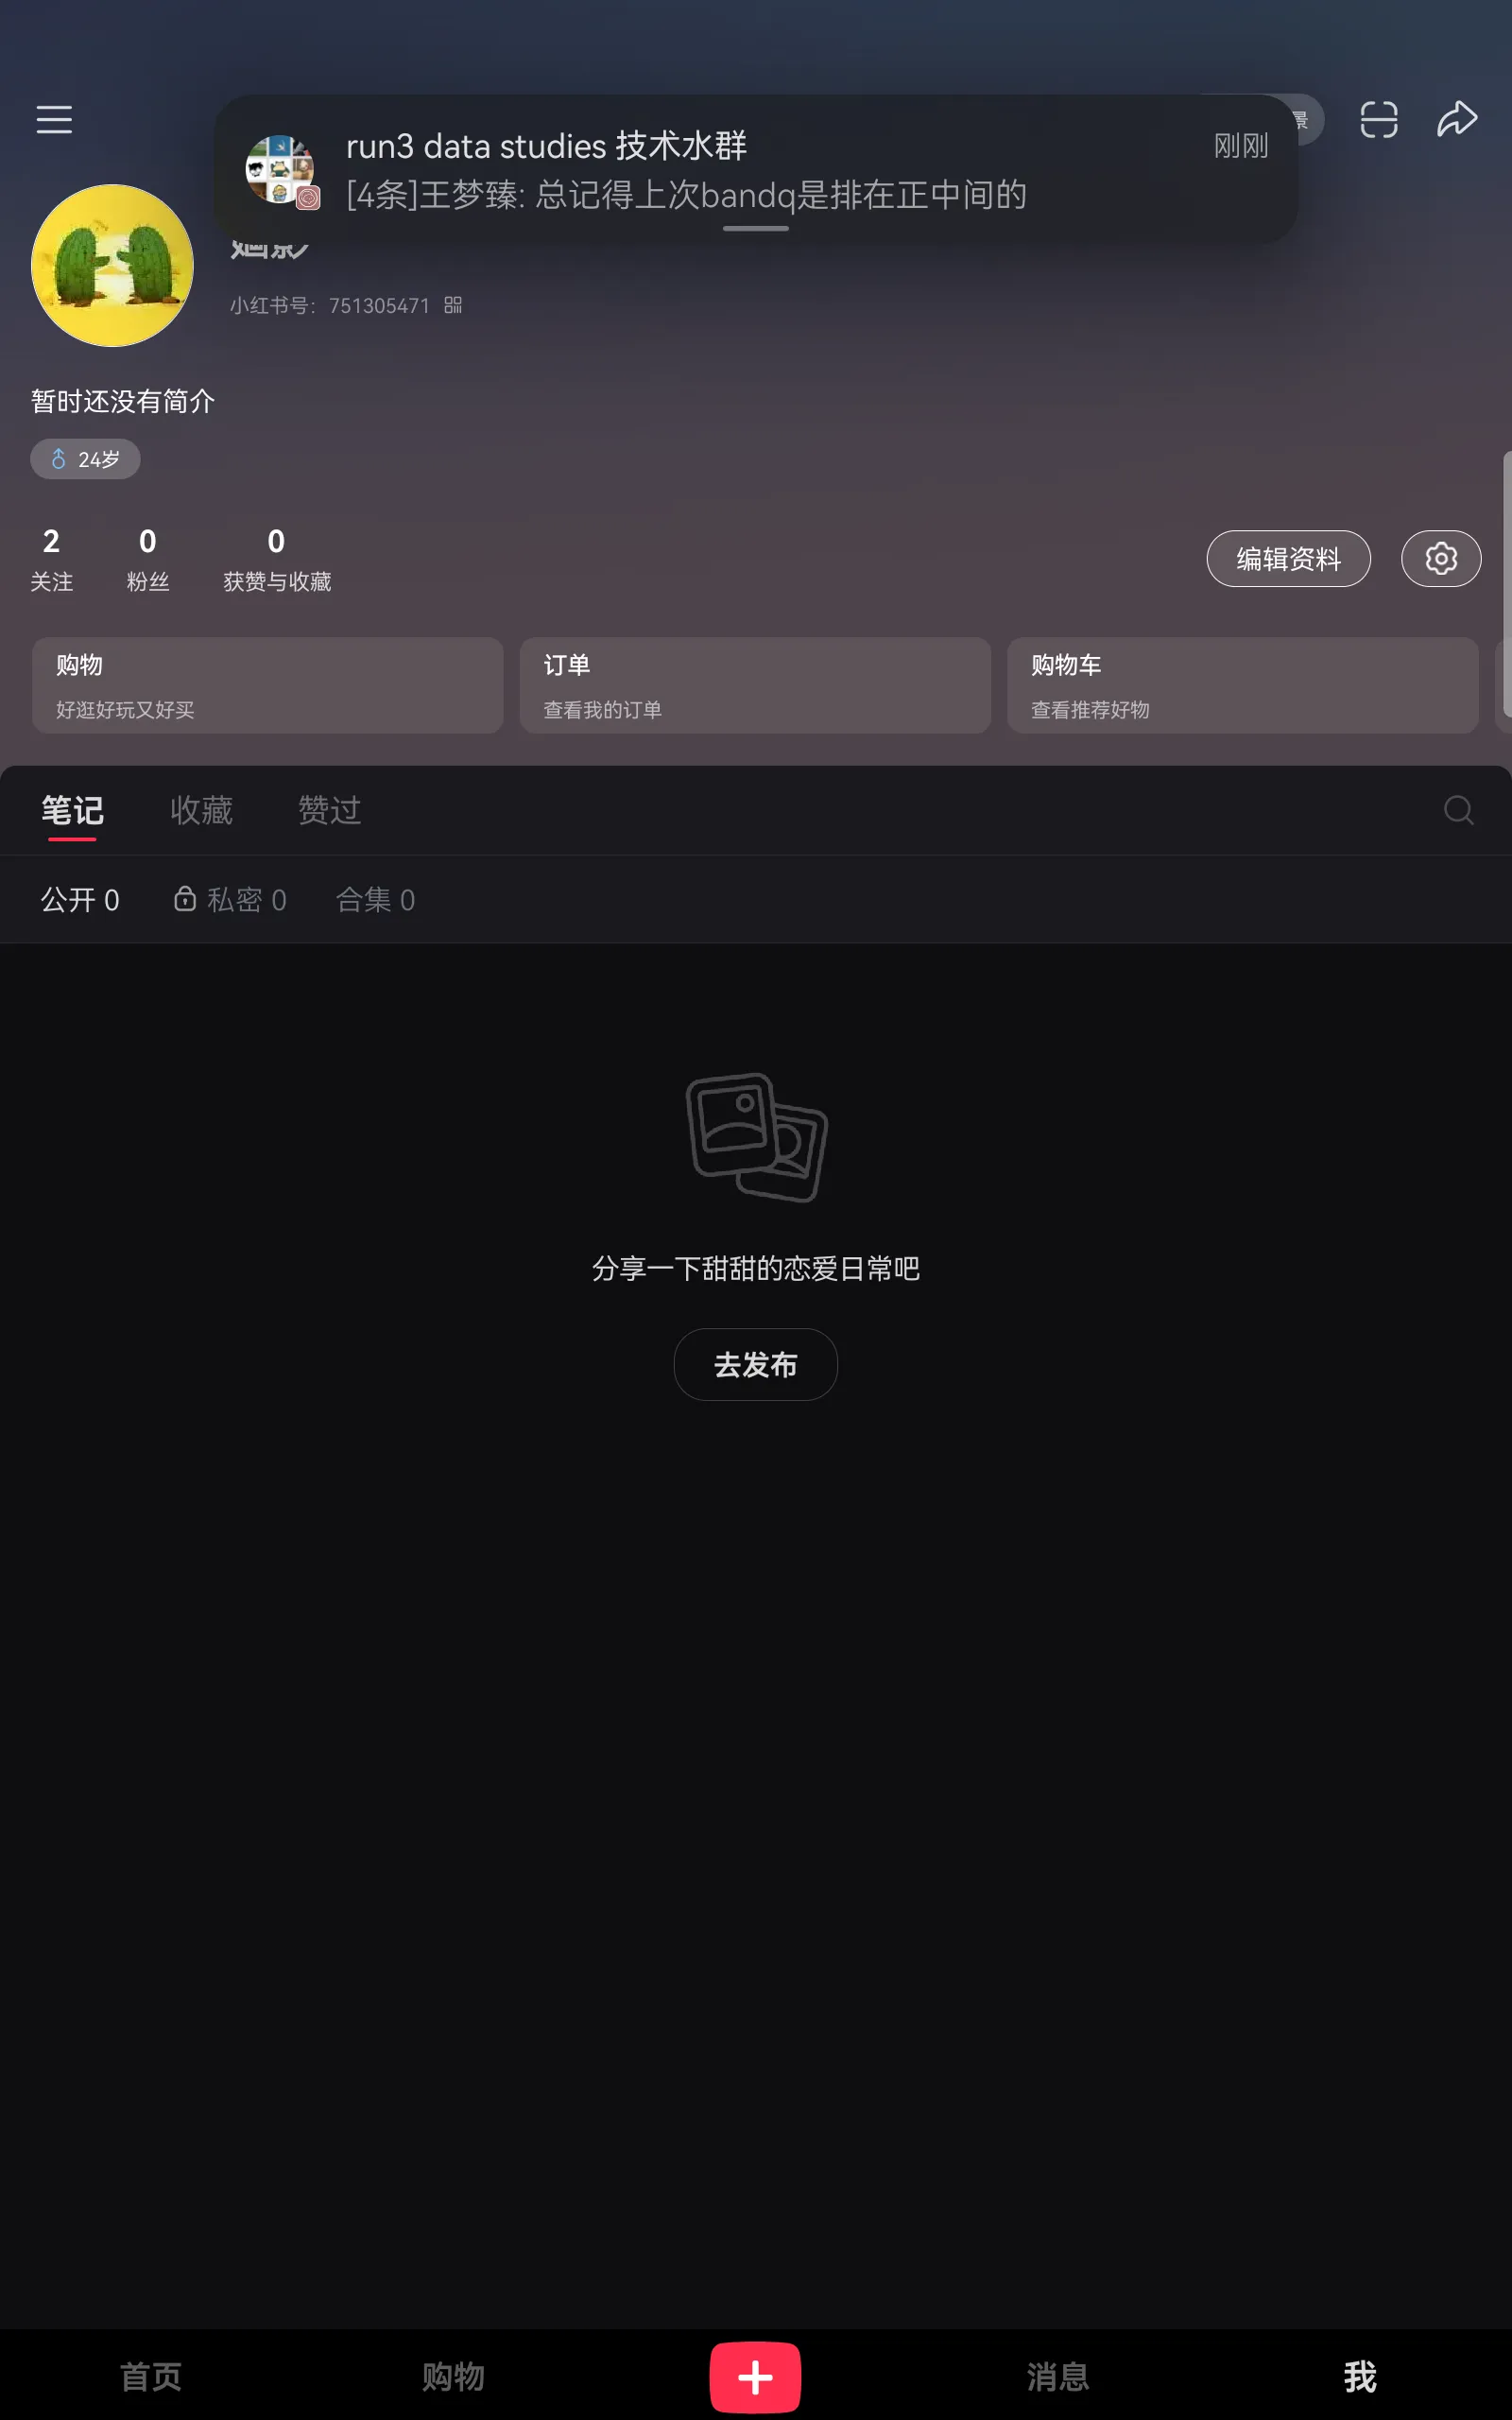 run3 data studies 技术水群
刚刚
[4条]王梦臻: 总记得上次bandq是排在正中间的
小红书号: 751305471
暂时还没有简介
24岁
2
关注
0
粉丝
0
获赞与收藏
编辑资料
购物
好逛好玩又好买
订单
查看我的订单
购物车
查看推荐好物
笔记 收藏 赞过
公开 0 私密 0 合集 0
分享一下甜甜的恋爱日常吧
去发布
首页 购物 消息 我